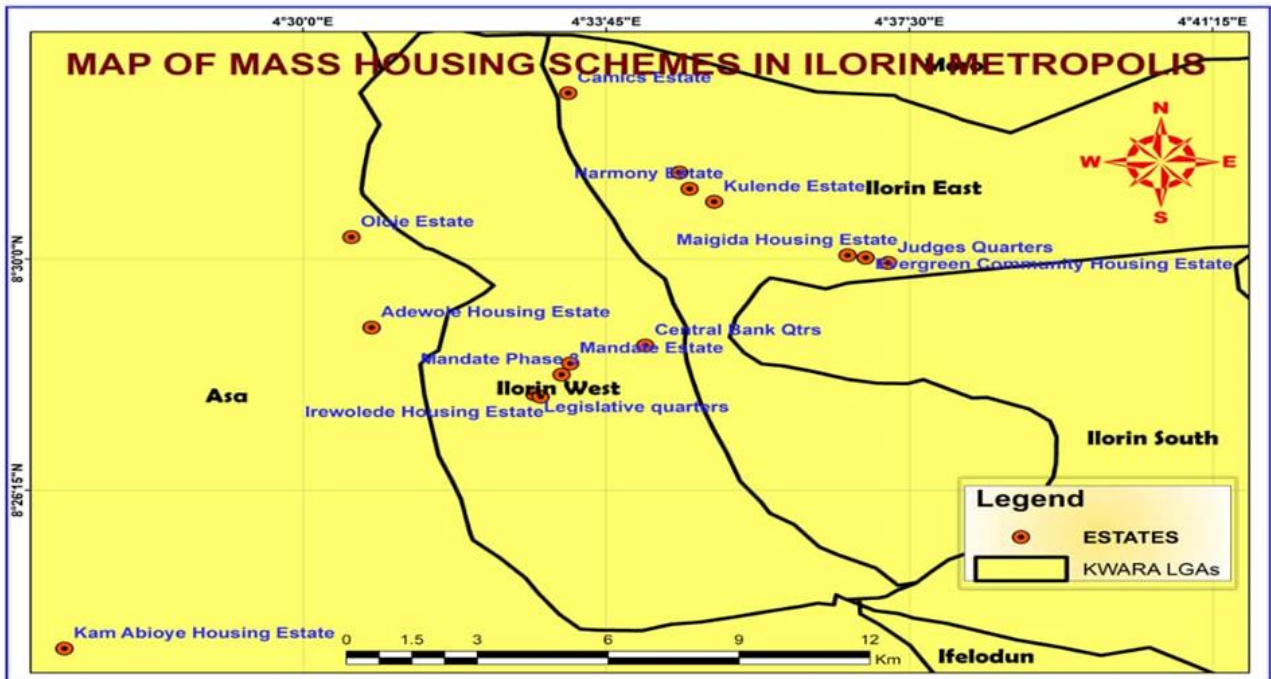 4°30'0"E
4°33'45"E
4°37'30"E
4°41'15"E
MAP OF MASS HOUSING SCHEMES IN ILORIN METROPOLIS
Moro
Camics Estate
N
W
E
S
Harmony Estate
Kulende Estate
Ilorin East
Oloje Estate
Maigida Housing Estate
Judges Quarters
8°30'0"N
Evergreen Community Housing Estate
Adewole Housing Estate
Central Bank Qtrs
Mandate Estate
Mandate Phase 3
Asa
Ilorin West
Irewolede Housing Estate
Legislative quarters
Ilorin South
8°26'15"N
Legend
ESTATES
KWARA LGAs
Kam Abioye Housing Estate
0 1.5 3 6 9 12
Km
Ifelodun